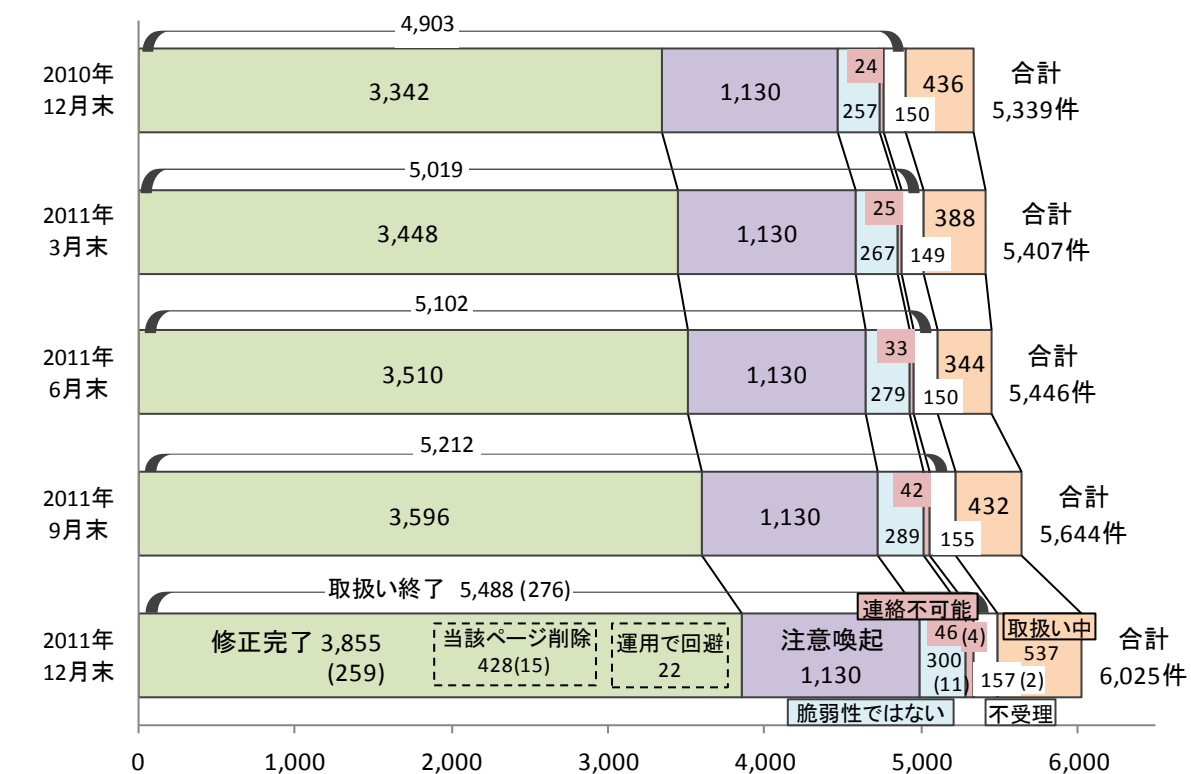 4,903
2010年
12月末
3,342
1,130
257
24
150
436
合計
5,339件
5,019
2011年
3月末
3,448
1,130
267
25
149
388
合計
5,407件
5,102
2011年
6月末
3,510
1,130
279
33
150
344
合計
5,446件
5,212
2011年
9月末
3,596
1,130
289
42
155
432
合計
5,644件
取扱い終了 5,488 (276)
2011年
12月末
修正完了 3,855
(259)
当該ページ削除
428(15)
運用で回避
22
注意喚起
1,130
連絡不可能
46 (4)
300
(11)
脆弱性ではない
157 (2)
不受理
取扱い中
537
合計
6,025件
0 1,000 2,000 3,000 4,000 5,000 6,000